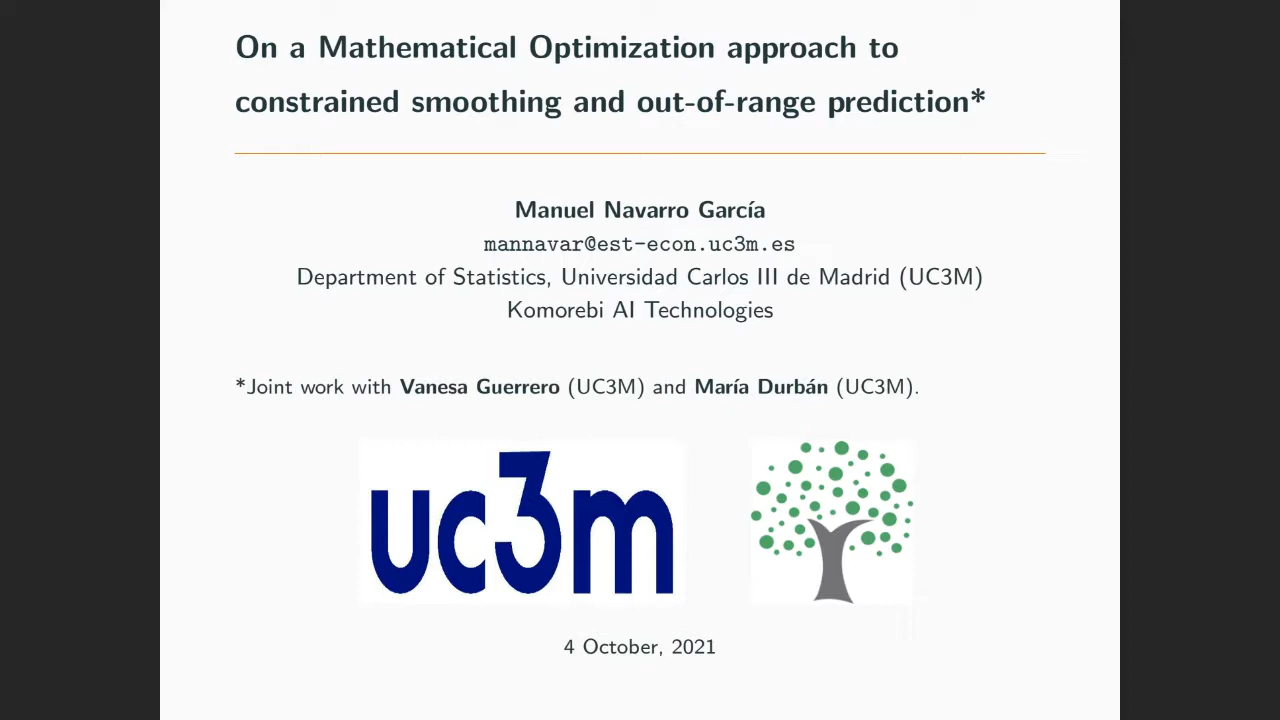 On a Mathematical Optimization approach to
constrained smoothing and out-of-range prediction*
Manuel Navarro García
mannavar@est-econ.uc3m.es
Department of Statistics, Universidad Carlos III de Madrid (UC3M)
Komorebi AI Technologies
*Joint work with Vanesa Guerrero (UC3M) and María Durbán (UC3M).
uc3m
4 October, 2021